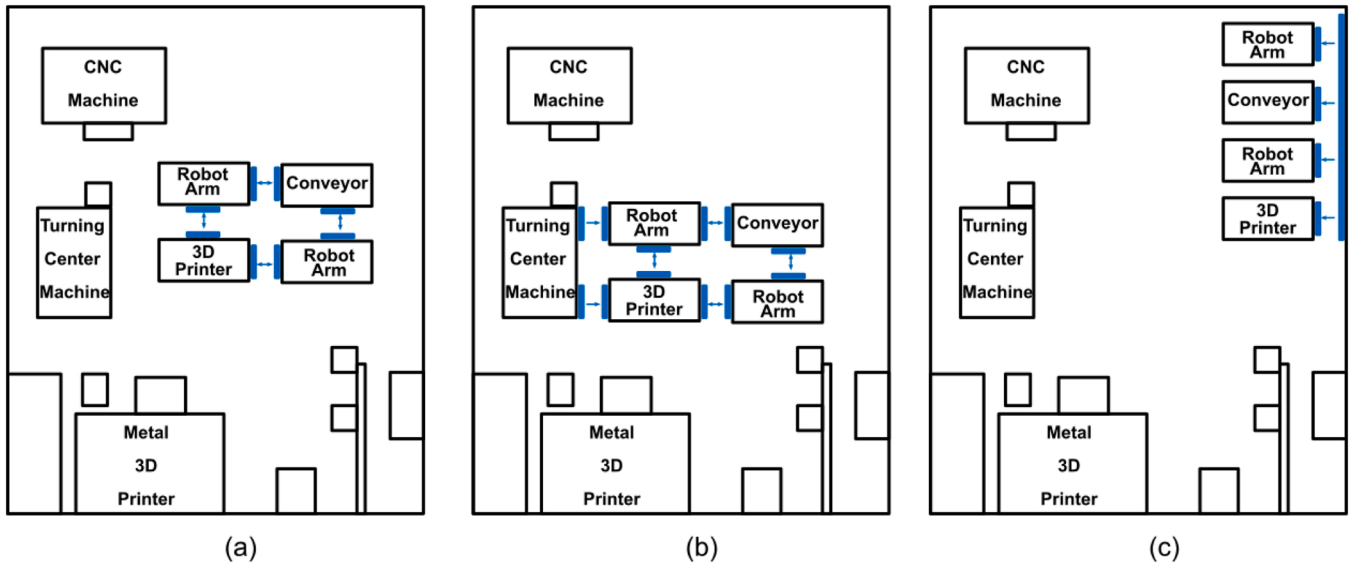 CNC
Machine
Robot
Arm
Conveyor
Turning
Center
Machine
3D
Printer
Robot
Arm
Metal
3D
Printer
(a)
CNC
Machine
Turning
Center
Machine
Robot
Arm
Conveyor
3D
Printer
Robot
Arm
Metal
3D
Printer
(b)
Robot
Arm
CNC
Machine
Conveyor
Robot
Arm
3D
Printer
Turning
Center
Machine
Metal
3D
Printer
(c)